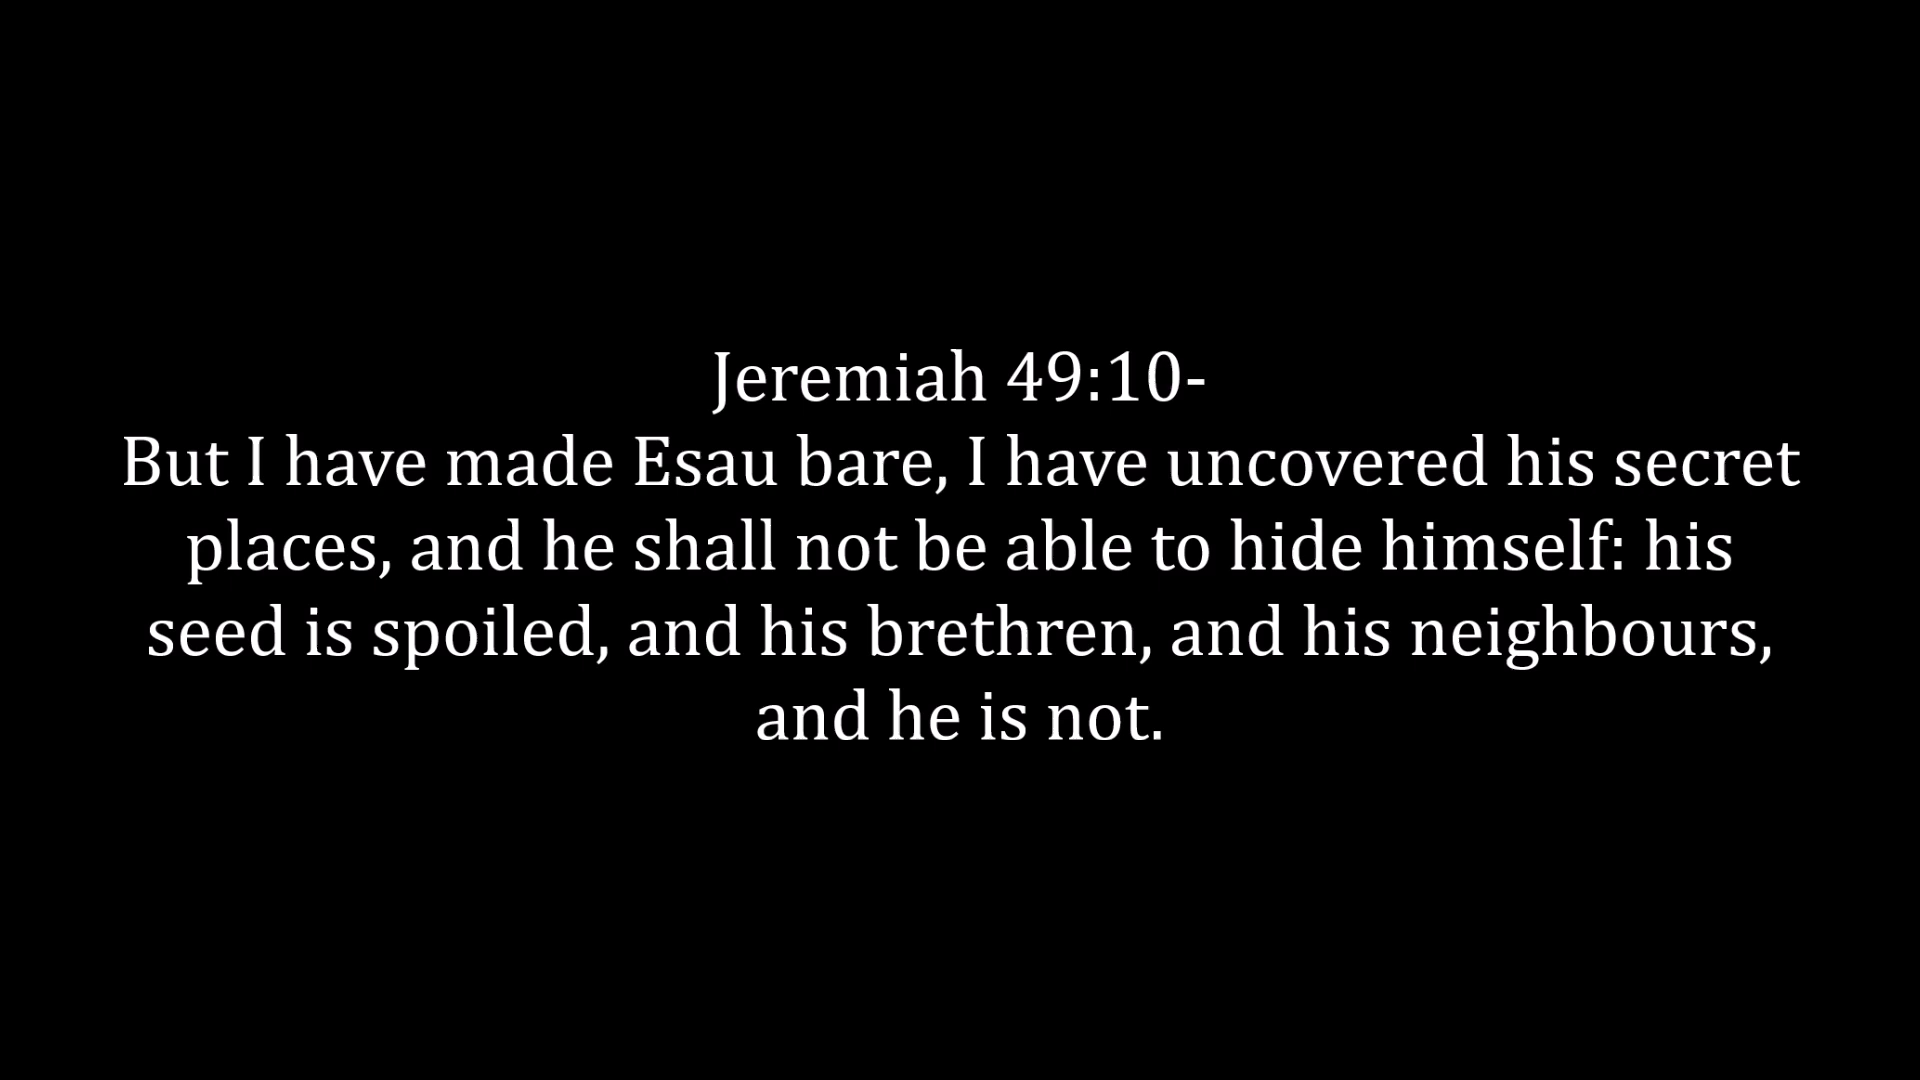 Jeremiah 49:10-
But I have made Esau bare, I have uncovered his secret
places, and he shall not be able to hide himself: his
seed is spoiled, and his brethren, and his neighbours,
and he is not.